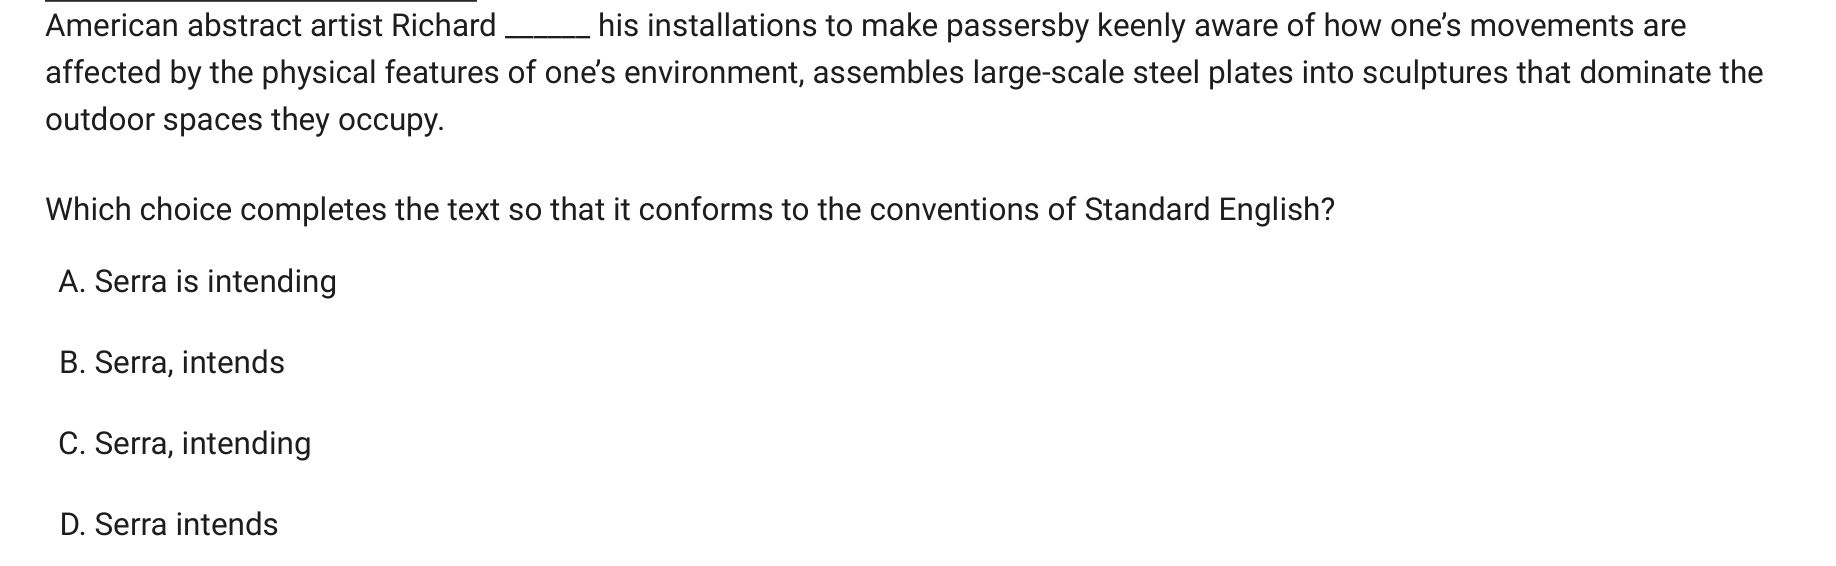 American abstract artist Richard ______ his installations to make passersby keenly aware of how one’s movements are
affected by the physical features of one’s environment, assembles large-scale steel plates into sculptures that dominate the
outdoor spaces they occupy.
Which choice completes the text so that it conforms to the conventions of Standard English?
A. Serra is intending
B. Serra, intends
C. Serra, intending
D. Serra intends